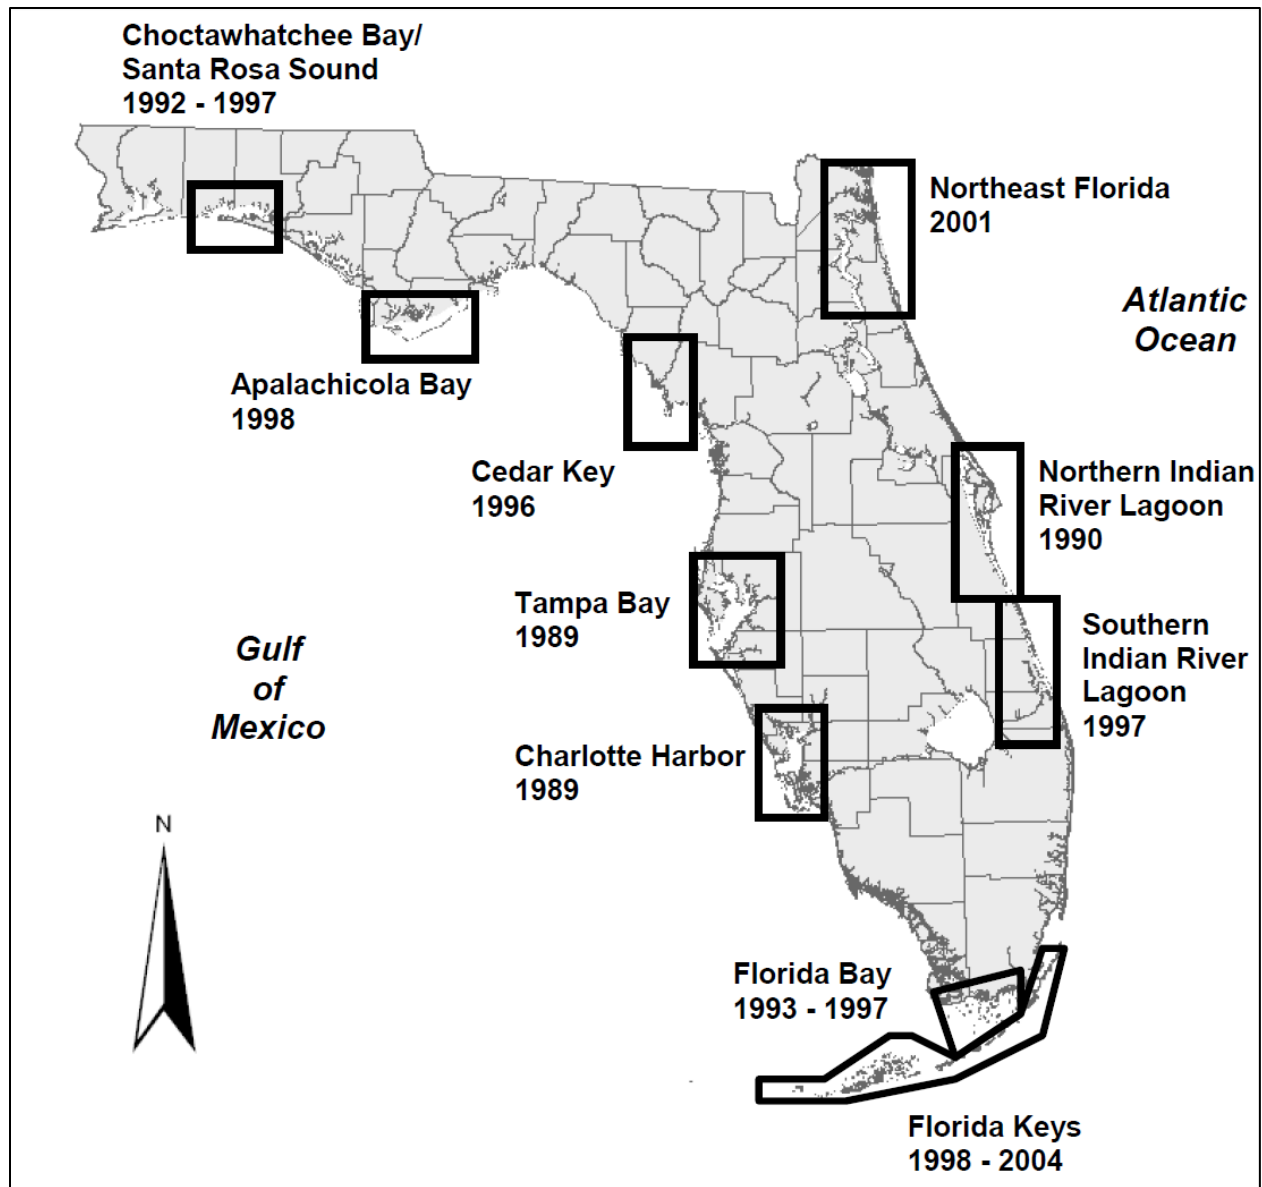 Choctawhatchee Bay/
Santa Rosa Sound
1992 - 1997
Northeast Florida
2001
Atlantic
Ocean
Apalachicola Bay
1998
Cedar Key
1996
Northern Indian
River Lagoon
1990
Tampa Bay
1989
Southern
Indian River
Lagoon
1997
Gulf
of
Mexico
Charlotte Harbor
1989
N
Florida Bay
1993 - 1997
Florida Keys
1998 - 2004